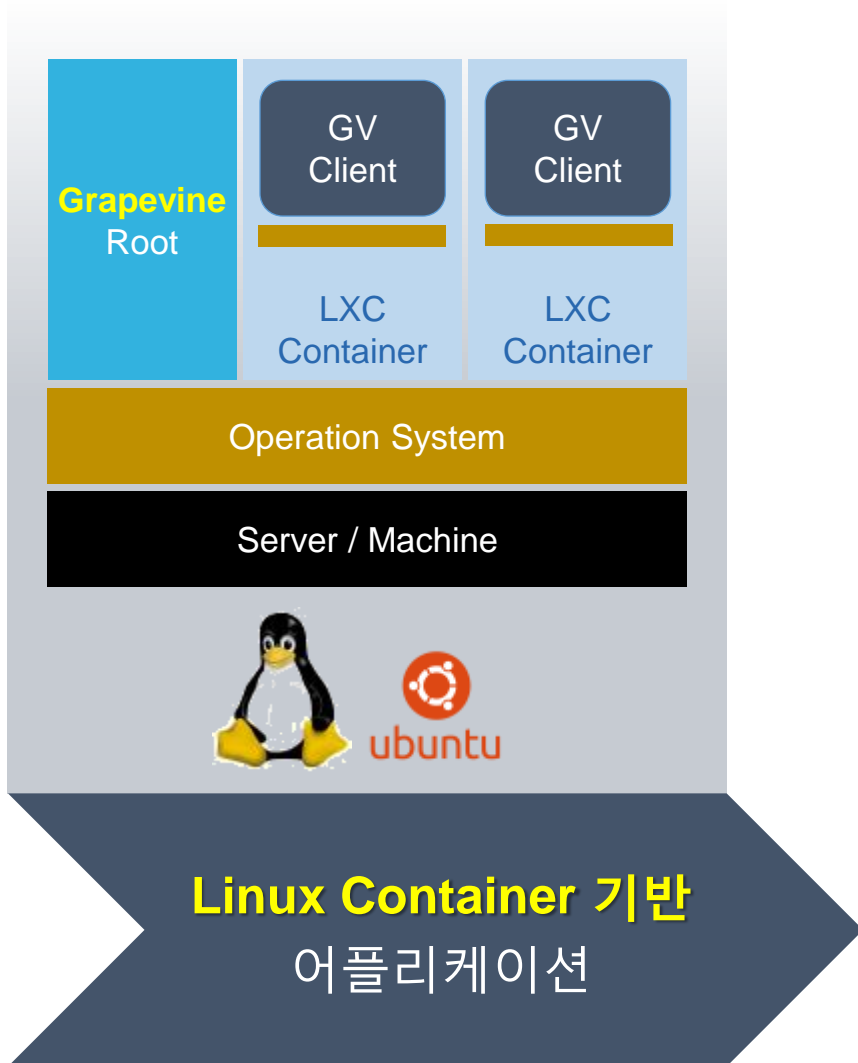 Grapevine
Root
GV
Client
LXC
Container
GV
Client
LXC
Container
Operation System
Server / Machine
ubuntu
Linux Container 기반
어플리케이션